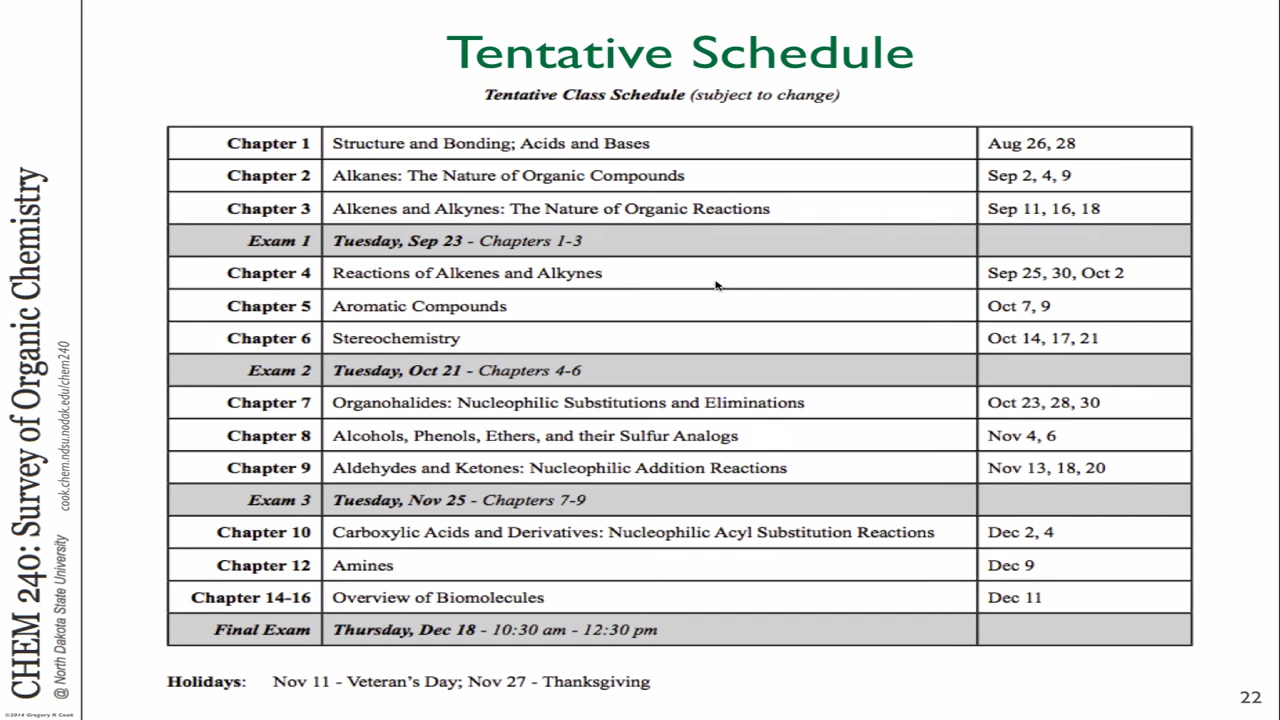 Tentative Schedule
Tentative Class Schedule (subject to change)
Chapter 1 Structure and Bonding; Acids and Bases Aug 26, 28
Chapter 2 Alkanes: The Nature of Organic Compounds Sep 2, 4, 9
Chapter 3 Alkenes and Alkynes: The Nature of Organic Reactions Sep 11, 16, 18
Exam 1 Tuesday, Sep 23 - Chapters 1-3
Chapter 4 Reactions of Alkenes and Alkynes Sep 25, 30, Oct 2
Chapter 5 Aromatic Compounds Oct 7, 9
Chapter 6 Stereochemistry Oct 14, 17, 21
Exam 2 Tuesday, Oct 21 - Chapters 4-6
Chapter 7 Organohalides: Nucleophilic Substitutions and Eliminations Oct 23, 28, 30
Chapter 8 Alcohols, Phenols, Ethers, and their Sulfur Analogs Nov 4, 6
Chapter 9 Aldehydes and Ketones: Nucleophilic Addition Reactions Nov 13, 18, 20
Exam 3 Tuesday, Nov 25 - Chapters 7-9
Chapter 10 Carboxylic Acids and Derivatives: Nucleophilic Acyl Substitution Reactions Dec 2, 4
Chapter 12 Amines Dec 9
Chapter 14-16 Overview of Biomolecules Dec 11
Final Exam Thursday, Dec 18 - 10:30 am - 12:30 pm
Holidays: Nov 11 - Veteran's Day; Nov 27 - Thanksgiving
22
CHEM 240: Survey of Organic Chemistry
@ North Dakota State University cook.chem.ndsu.nodak.edu/chem240
©2014 Gregory R Cook